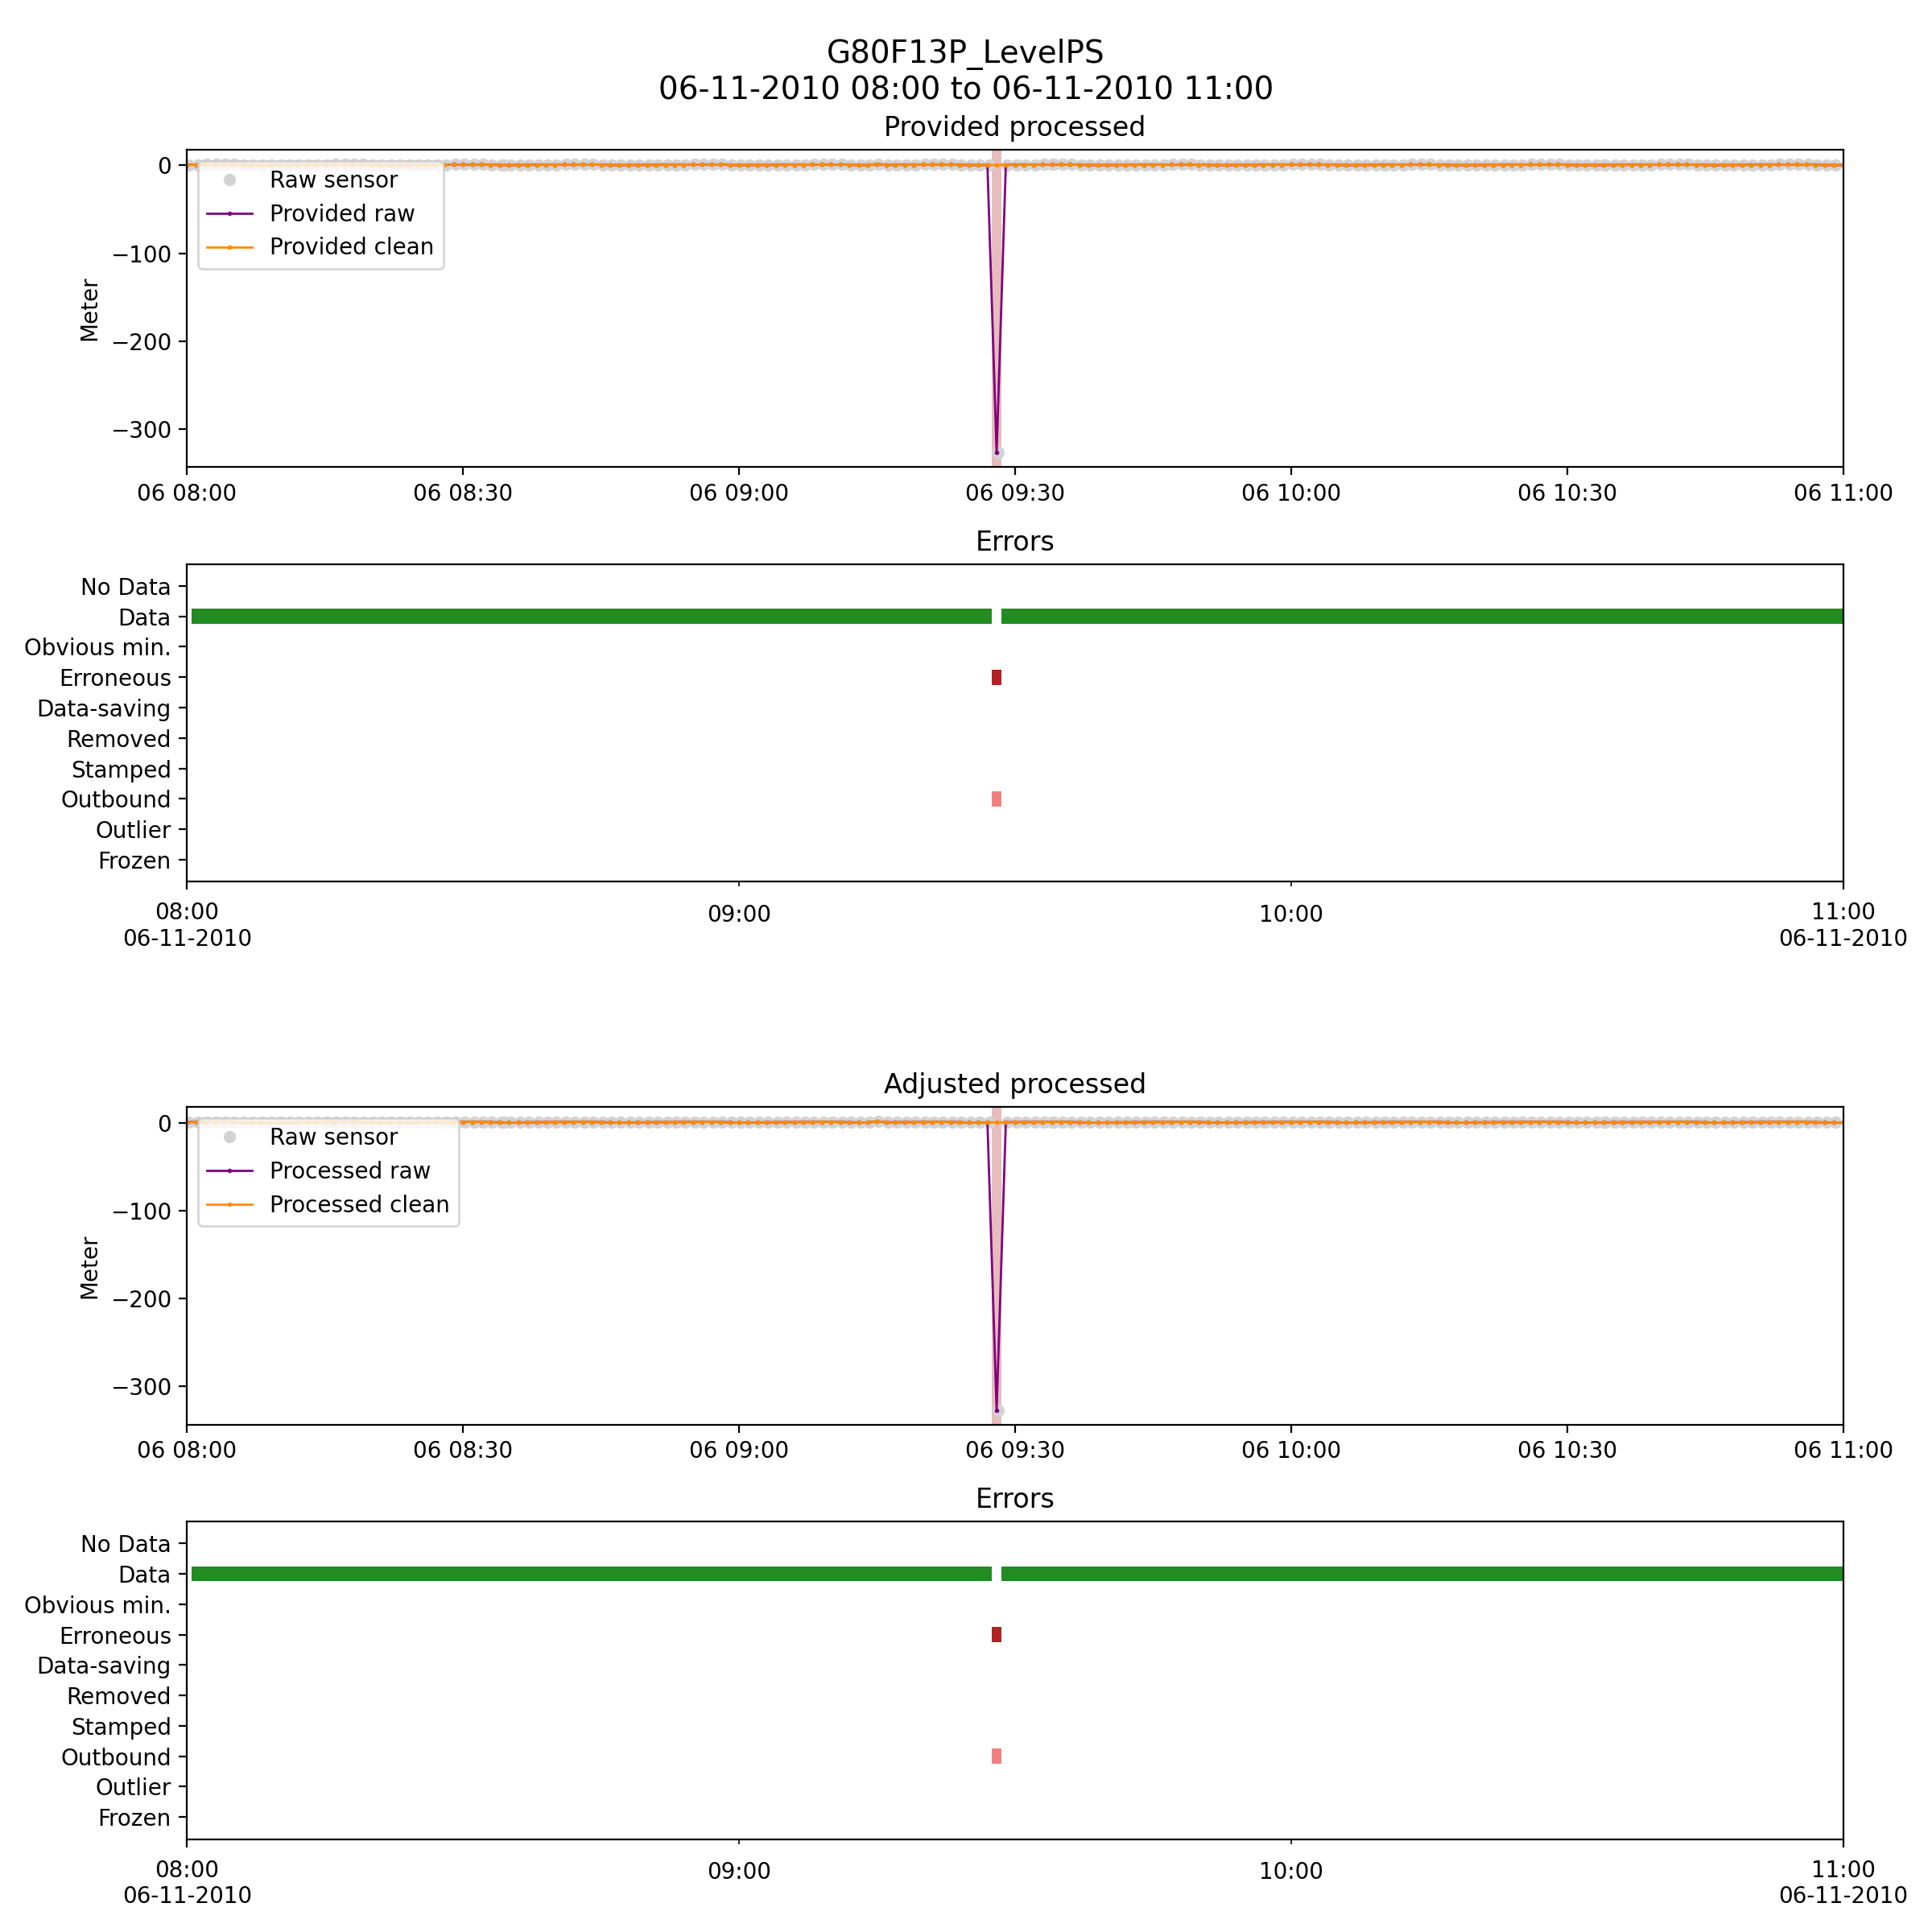 G80F13P_LevelPS
06-11-2010 08:00 to 06-11-2010 11:00
Provided processed
0
−100
−200
−300
Meter
Raw sensor
Provided raw
Provided clean
06 08:00 06 08:30 06 09:00 06 09:30 06 10:00 06 10:30 06 11:00
Errors
No Data
Data
Obvious min.
Erroneous
Data-saving
Removed
Stamped
Outbound
Outlier
Frozen
08:00 09:00 10:00 11:00
06-11-2010 06-11-2010
Adjusted processed
0
−100
−200
−300
Meter
Raw sensor
Processed raw
Processed clean
06 08:00 06 08:30 06 09:00 06 09:30 06 10:00 06 10:30 06 11:00
Errors
No Data
Data
Obvious min.
Erroneous
Data-saving
Removed
Stamped
Outbound
Outlier
Frozen
08:00 09:00 10:00 11:00
06-11-2010 06-11-2010